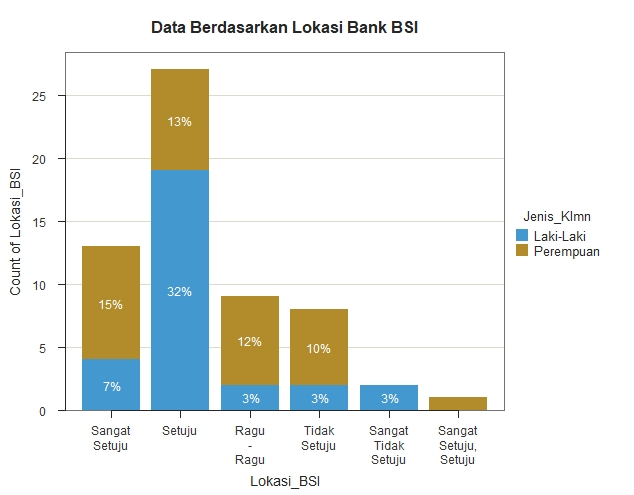 Data Berdasarkan Lokasi Bank BSI
Count of Lokasi_BSI
25
20
15
10
5
0
13%
32%
15%
7%
12%
3%
10%
3%
3%
Sangat
Setuju
Setuju
Ragu
-
Ragu
Tidak
Setuju
Sangat
Tidak
Setuju
Sangat
Setuju,
Setuju
Lokasi_BSI
Jenis_Klmn
Laki-Laki
Perempuan